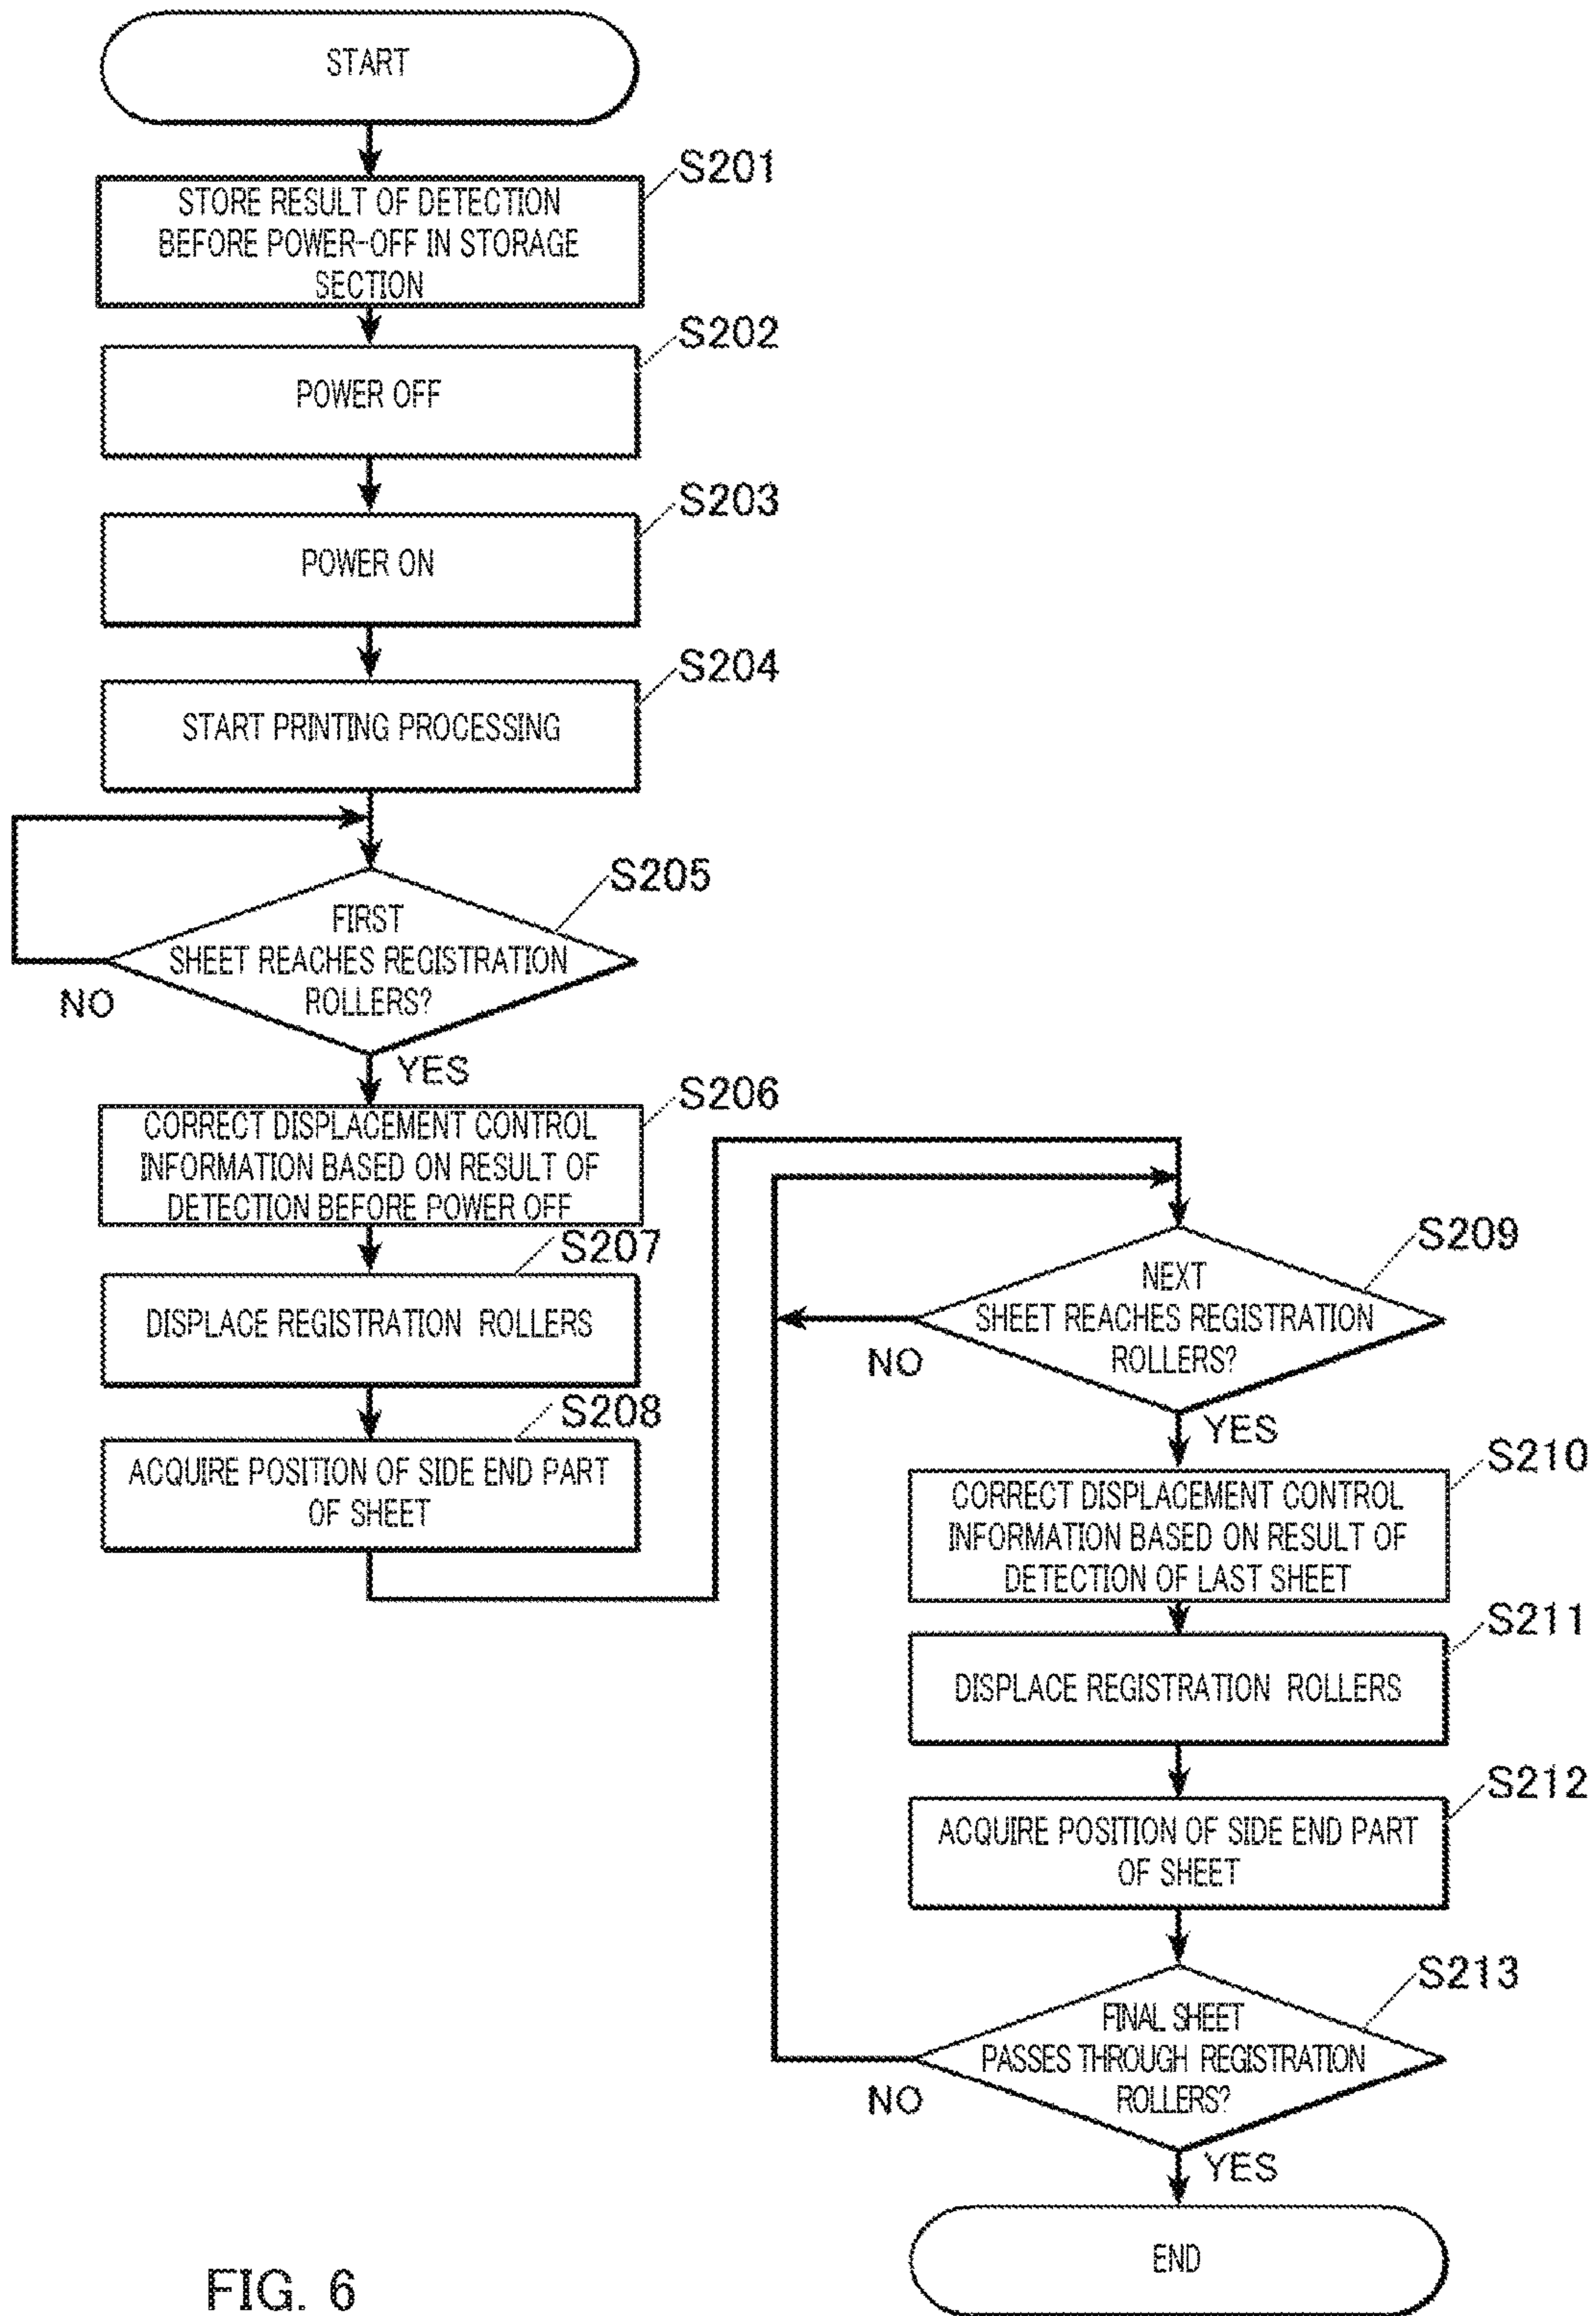 START
S201
STORE RESULT OF DETECTION
BEFORE POWER-OFF IN STORAGE
SECTION
S202
POWER OFF
S203
POWER ON
S204
START PRINTING PROCESSING
S205
FIRST
SHEET REACHES REGISTRATION
ROLLERS?
NO
YES
S206
CORRECT DISPLACEMENT CONTROL
INFORMATION BASED ON RESULT OF
DETECTION BEFORE POWER OFF
S207
DISPLACE REGISTRATION ROLLERS
S208
ACQUIRE POSITION OF SIDE END PART
OF SHEET
S209
NEXT
SHEET REACHES REGISTRATION
ROLLERS?
NO
YES
S210
CORRECT DISPLACEMENT CONTROL
INFORMATION BASED ON RESULT OF
DETECTION OF LAST SHEET
S211
DISPLACE REGISTRATION ROLLERS
S212
ACQUIRE POSITION OF SIDE END PART
OF SHEET
S213
FINAL SHEET
PASSES THROUGH REGISTRATION
ROLLERS?
NO
YES
END
FIG. 6